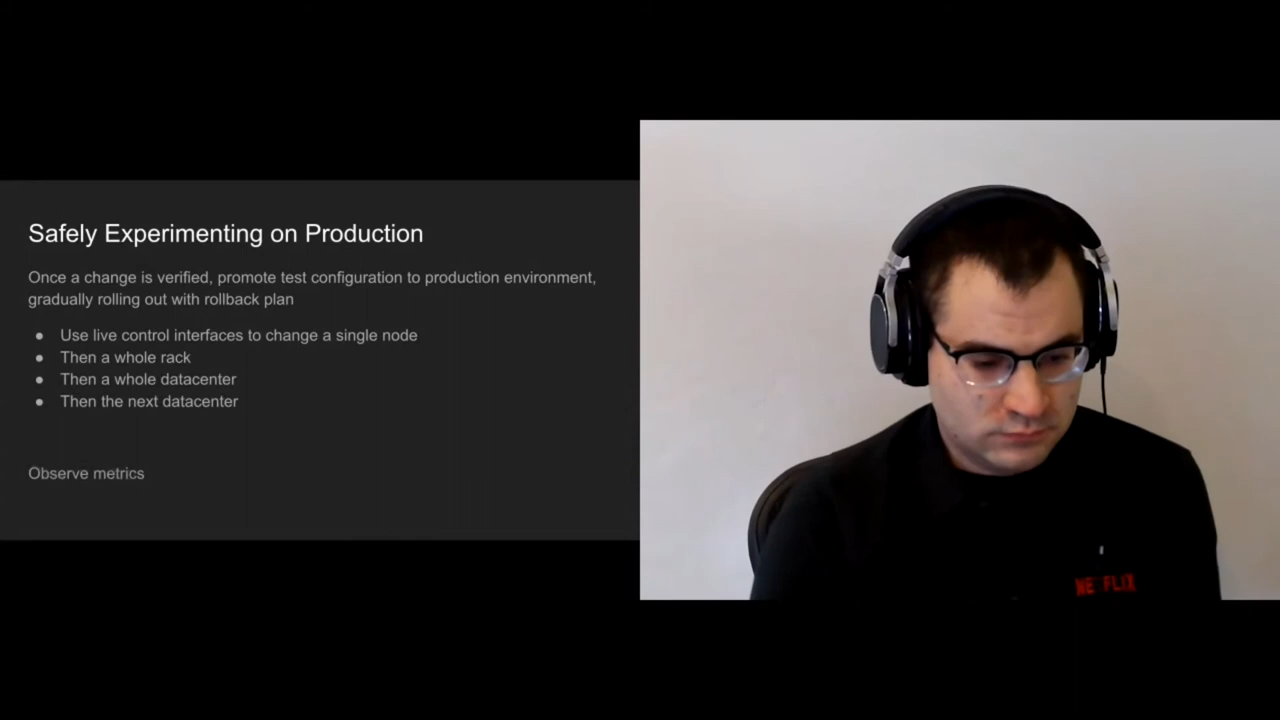 Safely Experimenting on Production
Once a change is verified, promote test configuration to production environment,
gradually rolling out with rollback plan
● Use live control interfaces to change a single node
● Then a whole rack
● Then a whole datacenter
● Then the next datacenter
Observe metrics
NETFLIX